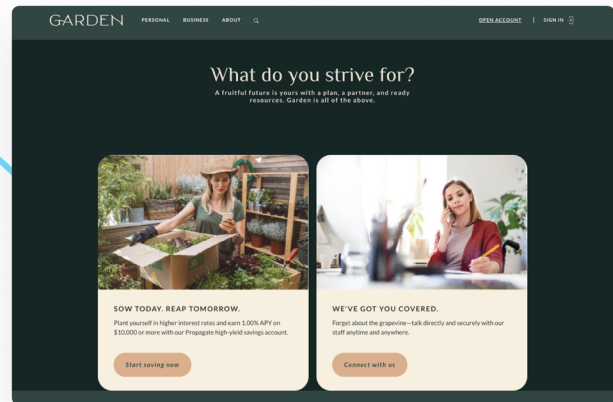 GARDEN PERSONAL BUSINESS ABOUT OPEN ACCOUNT | SIGN IN
What do you strive for?
A fruitful future is yours with a plan, a partner, and ready
resources. Garden is all of the above.
SOW TODAY. REAP TOMORROW.
Plant yourself in higher interest rates and earn 1.00% APY on
$10,000 or more with our Propagate high-yield savings account.
Start saving now
WE'VE GOT YOU COVERED.
Forget about the grapevine—talk directly and securely with our
staff anytime and anywhere.
Connect with us